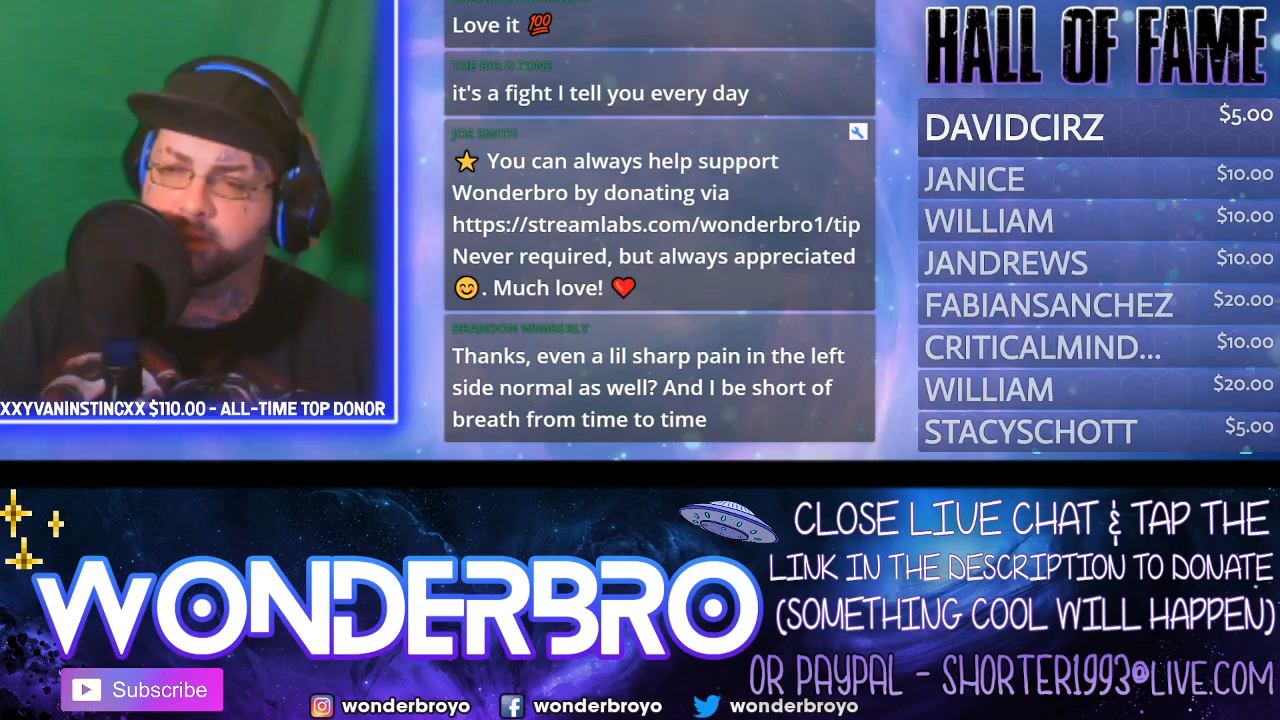 Love it 💯
THE BIG D ZONE
it's a fight I tell you every day
JOE SMITH
⭐ You can always help support
Wonderbro by donating via
https://streamlabs.com/wonderbro1/tip
Never required, but always appreciated
😊. Much love! ❤️
BRANDON WIMBERLY
Thanks, even a lil sharp pain in the left
side normal as well? And I be short of
breath from time to time
XXYVANINSTINCXX $110.00 - ALL-TIME TOP DONOR
HALL OF FAME
DAVIDCIRZ $5.00
JANICE $10.00
WILLIAM $10.00
JANDREWS $10.00
FABIANSANCHEZ $20.00
CRITICALMIND... $10.00
WILLIAM $20.00
STACYSCHOTT $5.00
WONDERBRO
Subscribe
wonderbroyo wonderbroyo wonderbroyo
CLOSE LIVE CHAT & TAP THE
LINK IN THE DESCRIPTION TO DONATE
(SOMETHING COOL WILL HAPPEN)
OR PAYPAL - SHORTER1993@LIVE.COM